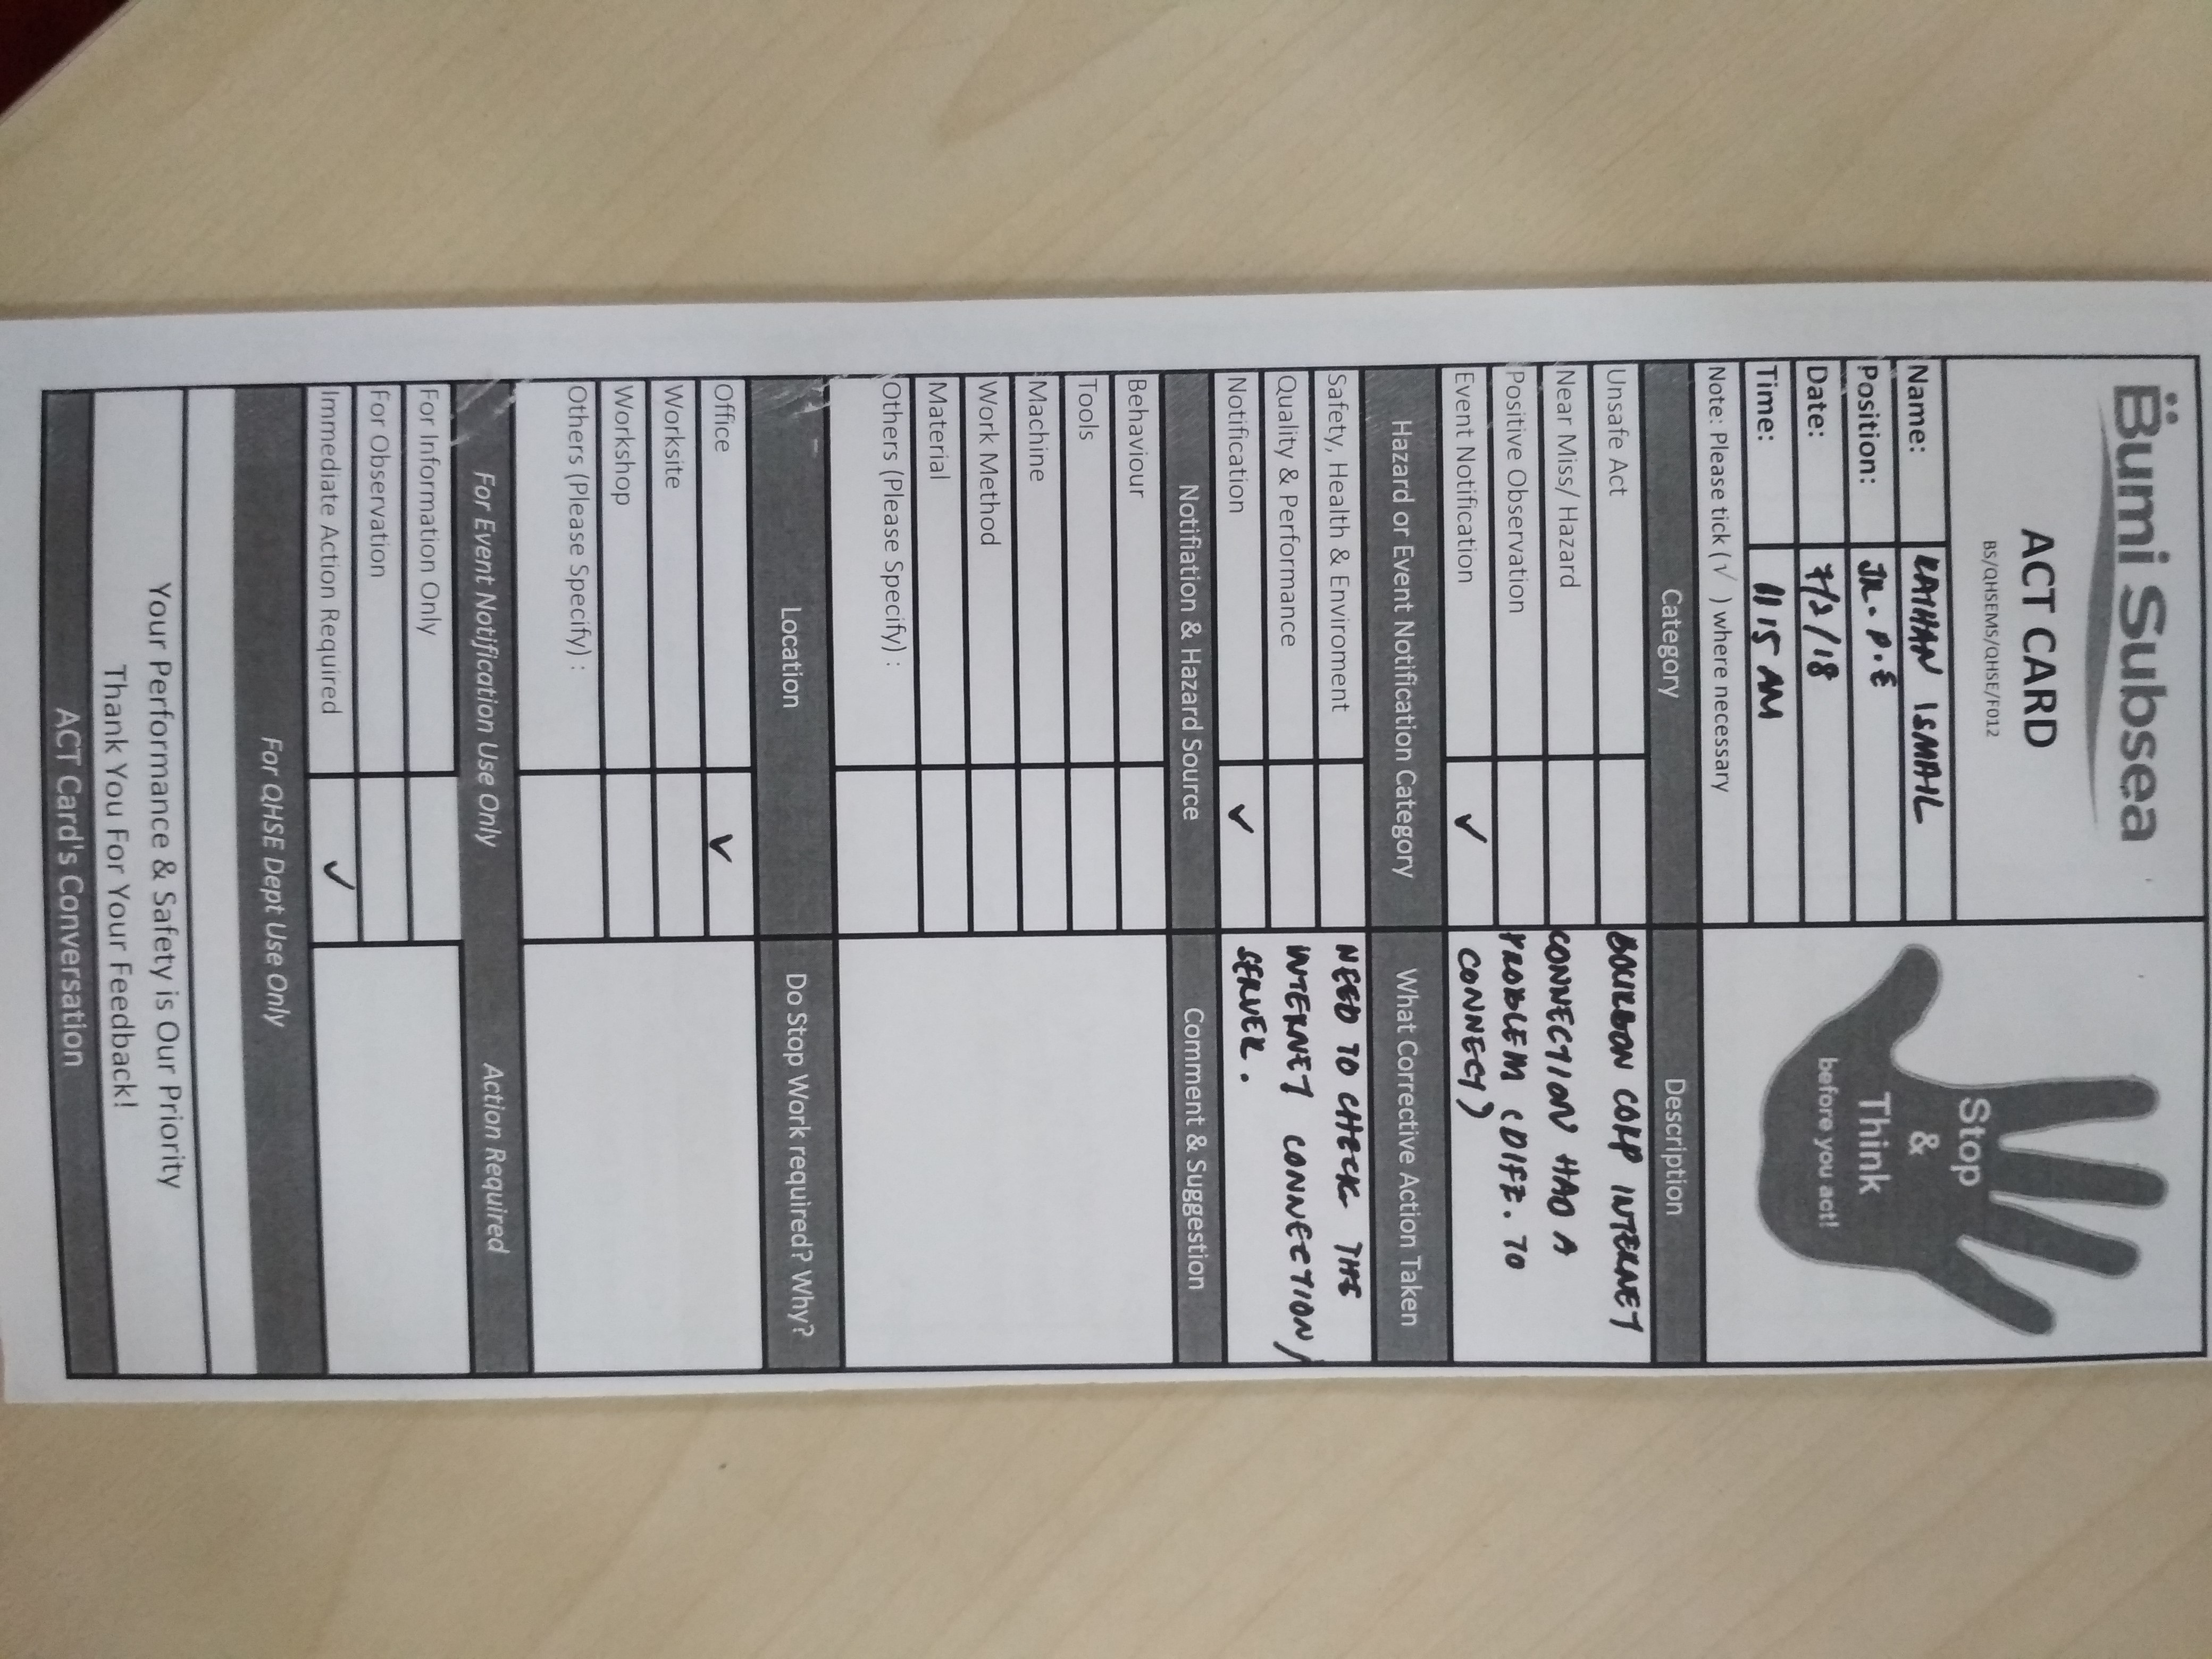 Bumi Subsea
ACT CARD
BS/QHSEMS/QHSE/F012
Stop
&
Think
before you act!
Name: RAIHAN ISMAIL
Position: JR. P.E
Date: 7/2/18
Time: 11 15 AM
Note: Please tick (√ ) where necessary
Category Description
Unsafe Act
Near Miss/ Hazard
Positive Observation
Event Notification ✓
INTERNET
CONNECTION HAD A
PROBLEM (DIFF. TO
CONNECT)
Hazard or Event Notification Category What Corrective Action Taken
Safety, Health & Enviroment
Quality & Performance
Notification ✓
NEED TO CHECK THE
INTERNET CONNECTION/
SERVER.
Notifiation & Hazard Source Comment & Suggestion
Behaviour
Tools
Machine
Work Method
Material
Others (Please Specify) :
Location Do Stop Work required? Why?
Office ✓
Worksite
Workshop
Others (Please Specify) :
For Event Notification Use Only Action Required
For Information Only
For Observation
Immediate Action Required ✓
For QHSE Dept Use Only
Your Performance & Safety is Our Priority
Thank You For Your Feedback!
ACT Card's Conversation